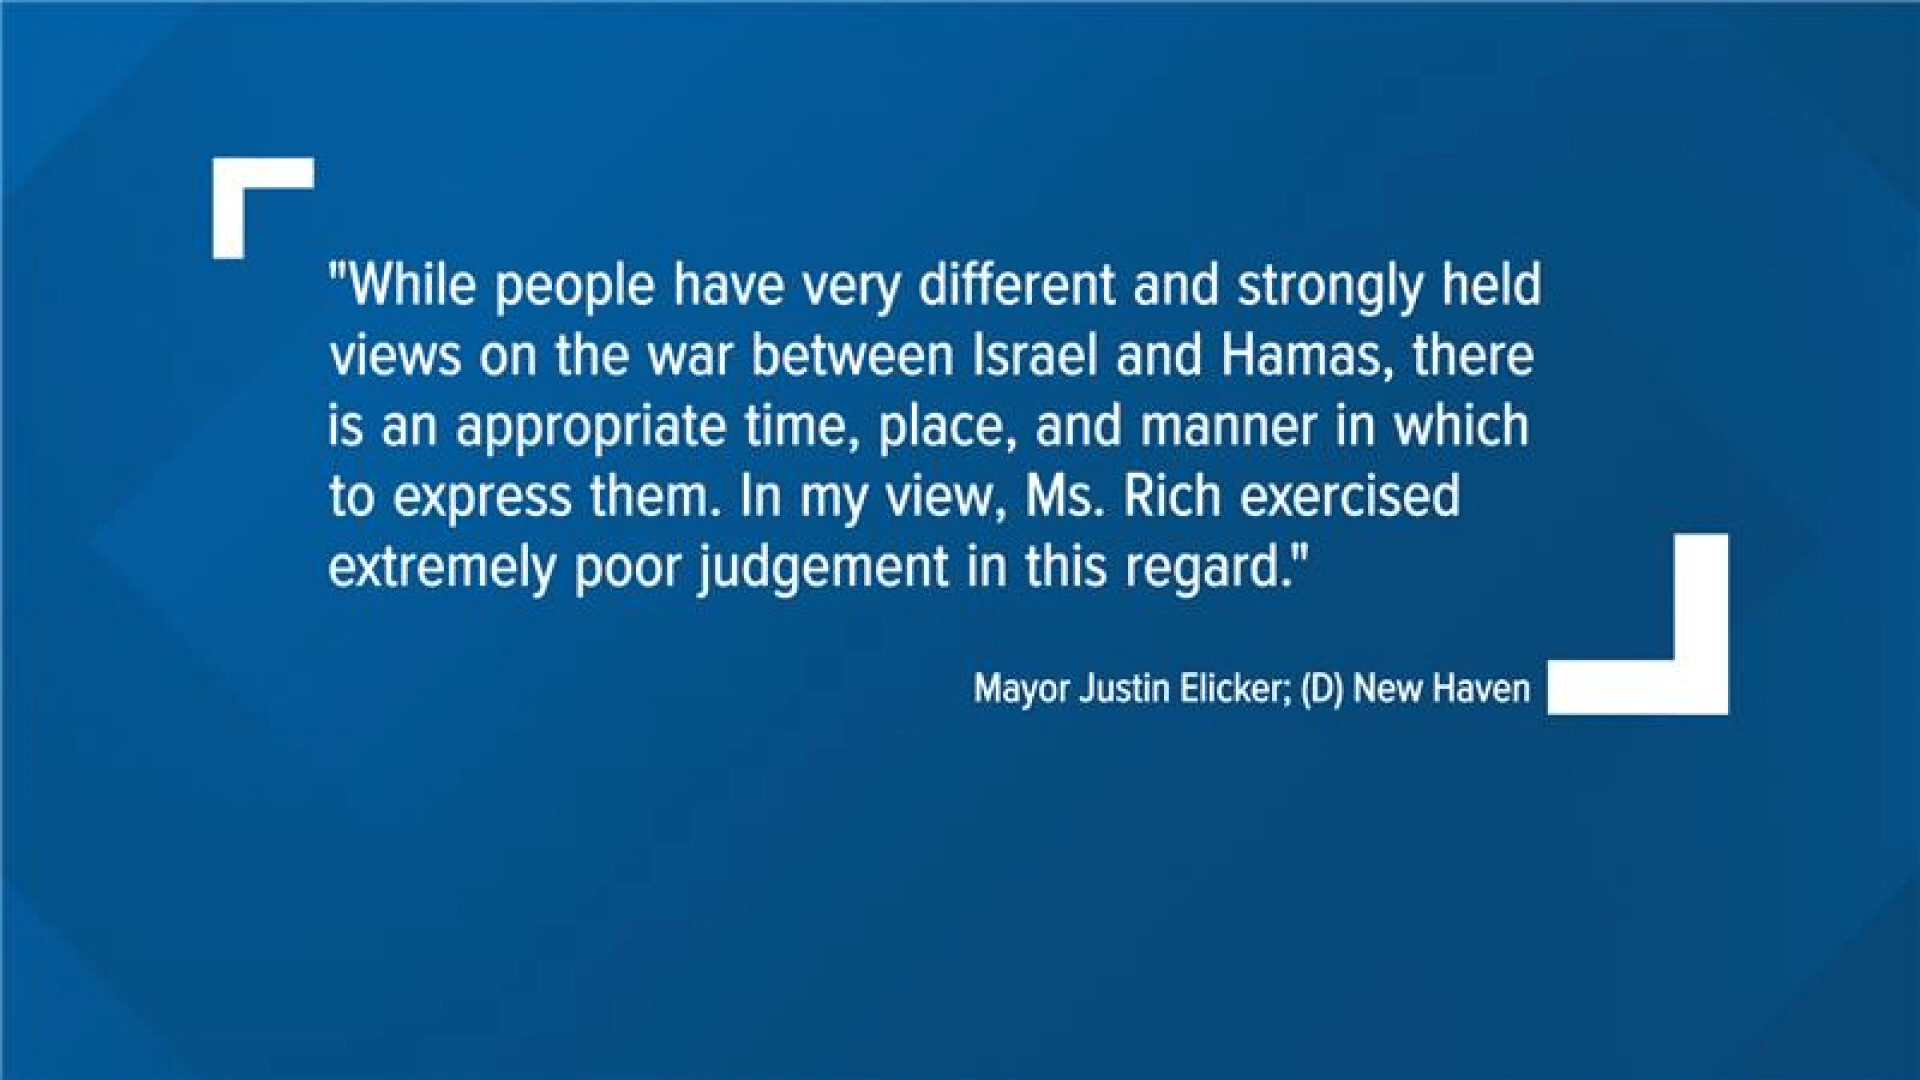 "While people have very different and strongly held
views on the war between Israel and Hamas, there
is an appropriate time, place, and manner in which
to express them. In my view, Ms. Rich exercised
extremely poor judgement in this regard."
Mayor Justin Elicker; (D) New Haven